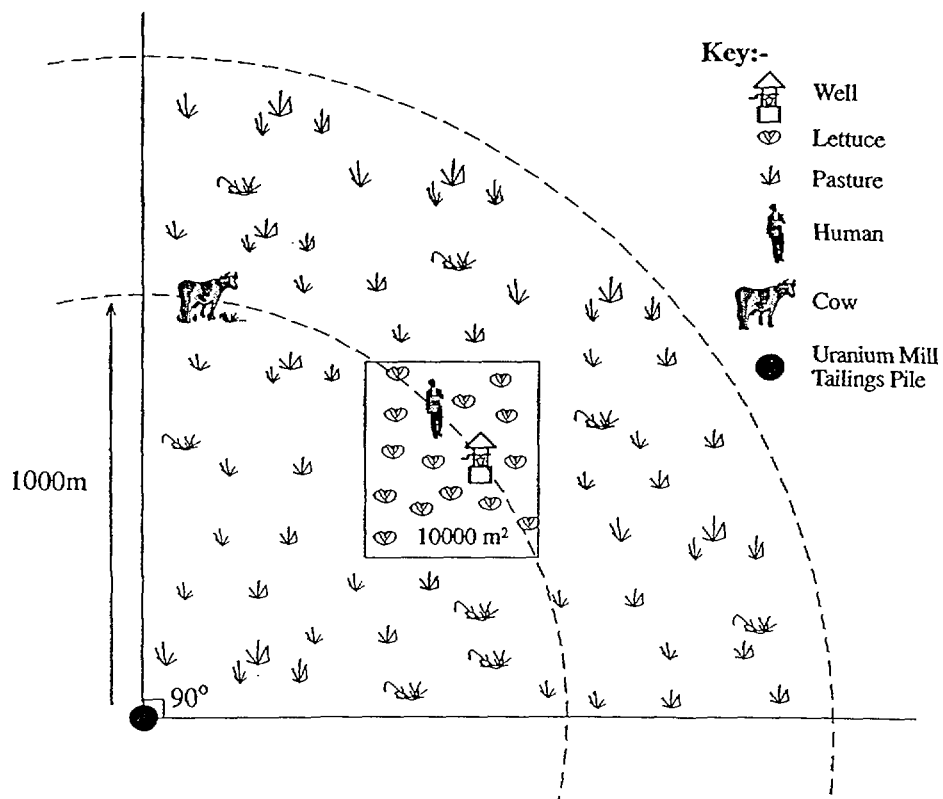 Key:-
Well
Lettuce
Pasture
Human
Cow
Uranium Mill
Tailings Pile
1000m
10000 m²
90°